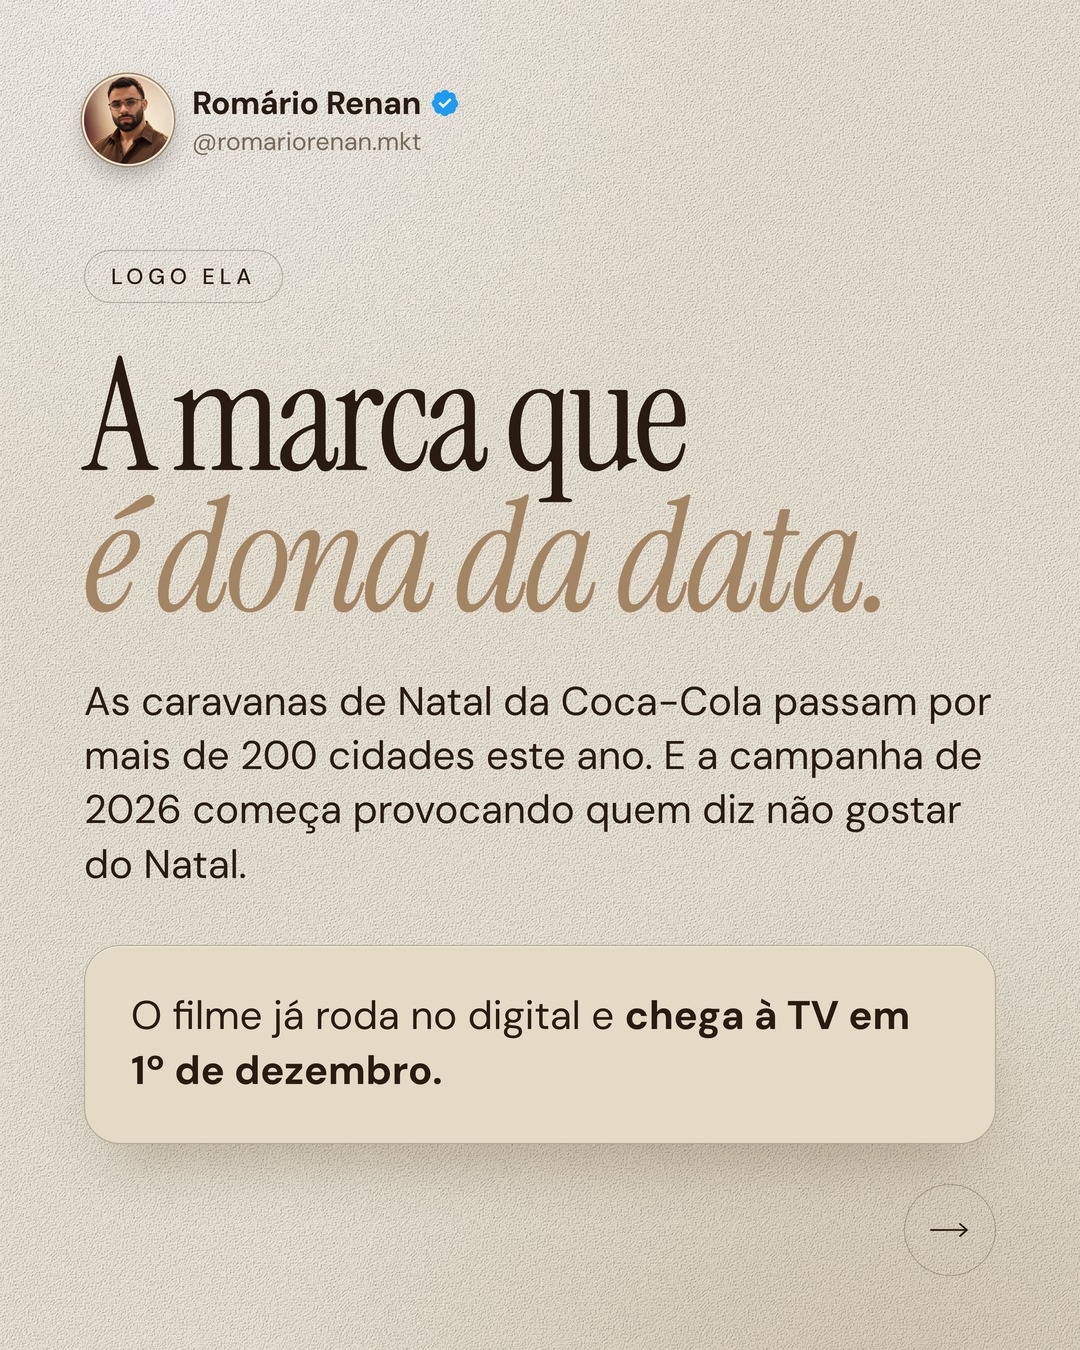 Romário Renan
@romariorenan.mkt
LOGO ELA
A marca que
é dona da data.
As caravanas de Natal da Coca-Cola passam por
mais de 200 cidades este ano. E a campanha de
2026 começa provocando quem diz não gostar
do Natal.
O filme já roda no digital e chega à TV em
1º de dezembro.